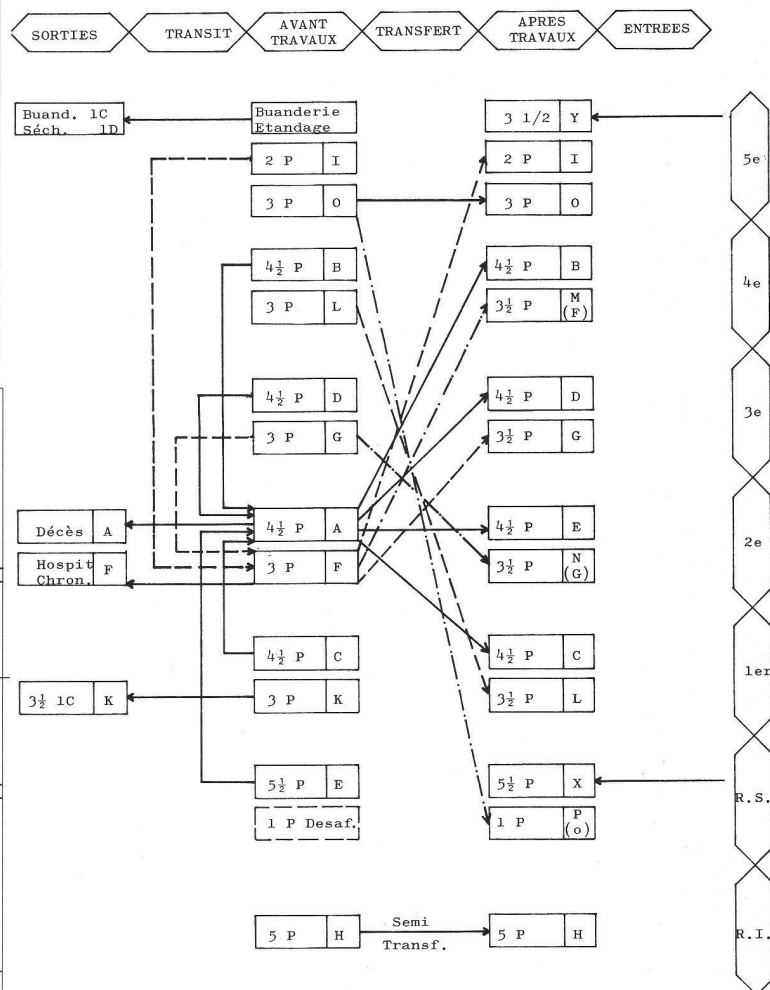 SORTIES
TRANSIT
AVANT
TRAVAUX
TRANSFERT
APRES
TRAVAUX
ENTREES
Buand. 1C
Séch. 1D
Buanderie
Etandage
3 1/2 Y
5e
2 P I
2 P I
3 P O
3 P O
4½ P B
4½ P B
4e
3 P L
3½ P M
(F)
4½ P D
4½ P D
3e
3 P G
3½ P G
Décès A
4½ P A
4½ P E
2e
Hospit F
Chron.
3 P F
3½ P N
(G)
4½ P C
4½ P C
1er
3½ 1C K
3 P K
3½ P L
5½ P E
5½ P X
R.S.
1 P Desaf.
1 P P
(o)
5 P H
Semi
Transf.
5 P H
R.I.